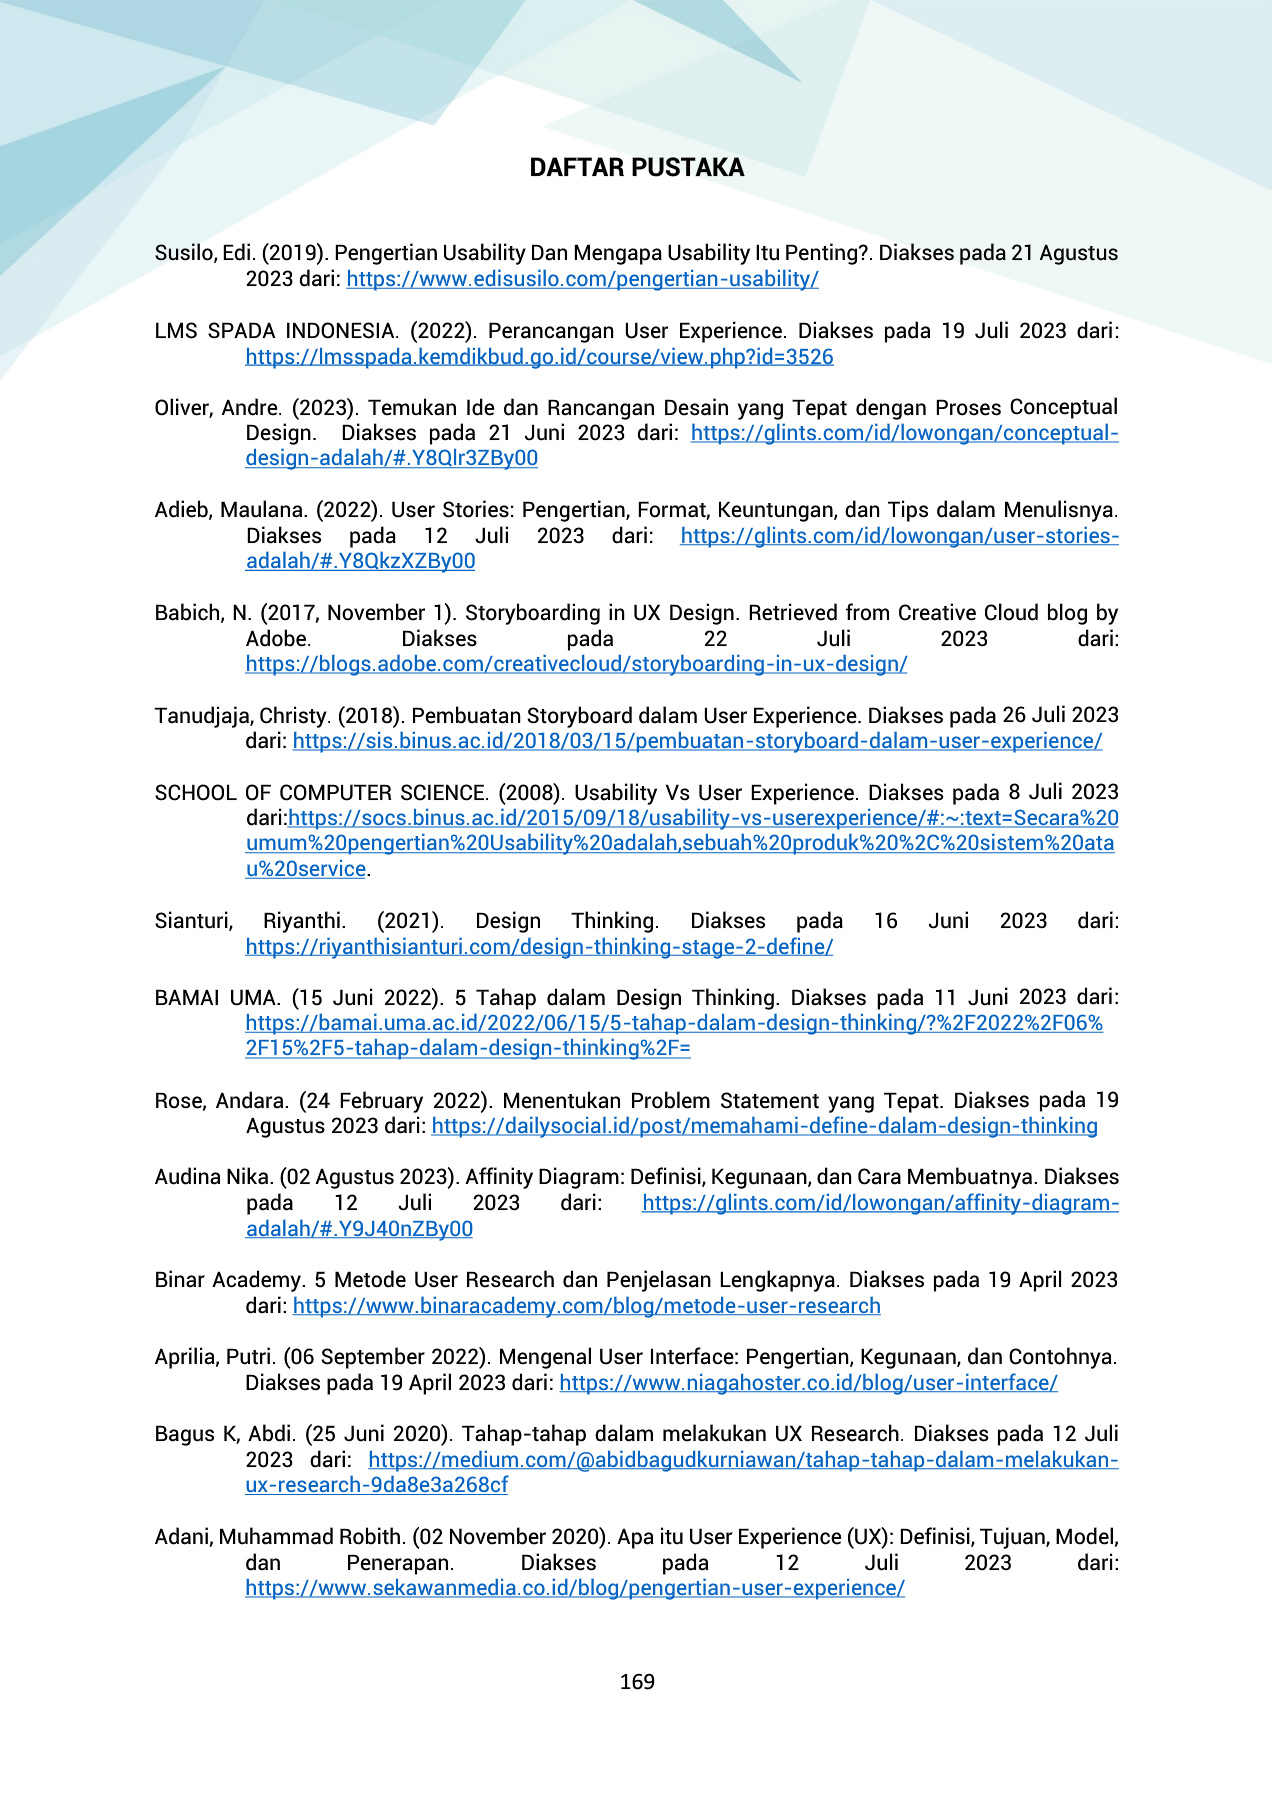 DAFTAR PUSTAKA
Susilo, Edi. (2019). Pengertian Usability Dan Mengapa Usability Itu Penting?. Diakses pada 21 Agustus
2023 dari: https://www.edisusilo.com/pengertian-usability/
LMS SPADA INDONESIA. (2022). Perancangan User Experience. Diakses pada 19 Juli 2023 dari:
https://lmsspada.kemdikbud.go.id/course/view.php?id=3526
Oliver, Andre. (2023). Temukan Ide dan Rancangan Desain yang Tepat dengan Proses Conceptual
Design. Diakses pada 21 Juni 2023 dari: https://glints.com/id/lowongan/conceptual-
design-adalah/#.Y8Qlr3ZBy00
Adieb, Maulana. (2022). User Stories: Pengertian, Format, Keuntungan, dan Tips dalam Menulisnya.
Diakses pada 12 Juli 2023 dari: https://glints.com/id/lowongan/user-stories-
adalah/#.Y8QkzXZBy00
Babich, N. (2017, November 1). Storyboarding in UX Design. Retrieved from Creative Cloud blog by
Adobe. Diakses pada 22 Juli 2023 dari:
https://blogs.adobe.com/creativecloud/storyboarding-in-ux-design/
Tanudjaja, Christy. (2018). Pembuatan Storyboard dalam User Experience. Diakses pada 26 Juli 2023
dari: https://sis.binus.ac.id/2018/03/15/pembuatan-storyboard-dalam-user-experience/
SCHOOL OF COMPUTER SCIENCE. (2008). Usability Vs User Experience. Diakses pada 8 Juli 2023
dari:https://socs.binus.ac.id/2015/09/18/usability-vs-userexperience/#:~:text=Secara%20
umum%20pengertian%20Usability%20adalah,sebuah%20produk%20%2C%20sistem%20ata
u%20service.
Sianturi, Riyanthi. (2021). Design Thinking. Diakses pada 16 Juni 2023 dari:
https://riyanthisianturi.com/design-thinking-stage-2-define/
BAMAI UMA. (15 Juni 2022). 5 Tahap dalam Design Thinking. Diakses pada 11 Juni 2023 dari:
https://bamai.uma.ac.id/2022/06/15/5-tahap-dalam-design-thinking/?%2F2022%2F06%
2F15%2F5-tahap-dalam-design-thinking%2F=
Rose, Andara. (24 February 2022). Menentukan Problem Statement yang Tepat. Diakses pada 19
Agustus 2023 dari: https://dailysocial.id/post/memahami-define-dalam-design-thinking
Audina Nika. (02 Agustus 2023). Affinity Diagram: Definisi, Kegunaan, dan Cara Membuatnya. Diakses
pada 12 Juli 2023 dari: https://glints.com/id/lowongan/affinity-diagram-
adalah/#.Y9J40nZBy00
Binar Academy. 5 Metode User Research dan Penjelasan Lengkapnya. Diakses pada 19 April 2023
dari: https://www.binaracademy.com/blog/metode-user-research
Aprilia, Putri. (06 September 2022). Mengenal User Interface: Pengertian, Kegunaan, dan Contohnya.
Diakses pada 19 April 2023 dari: https://www.niagahoster.co.id/blog/user-interface/
Bagus K, Abdi. (25 Juni 2020). Tahap-tahap dalam melakukan UX Research. Diakses pada 12 Juli
2023 dari: https://medium.com/@abidbagudkurniawan/tahap-tahap-dalam-melakukan-
ux-research-9da8e3a268cf
Adani, Muhammad Robith. (02 November 2020). Apa itu User Experience (UX): Definisi, Tujuan, Model,
dan Penerapan. Diakses pada 12 Juli 2023 dari:
https://www.sekawanmedia.co.id/blog/pengertian-user-experience/
169